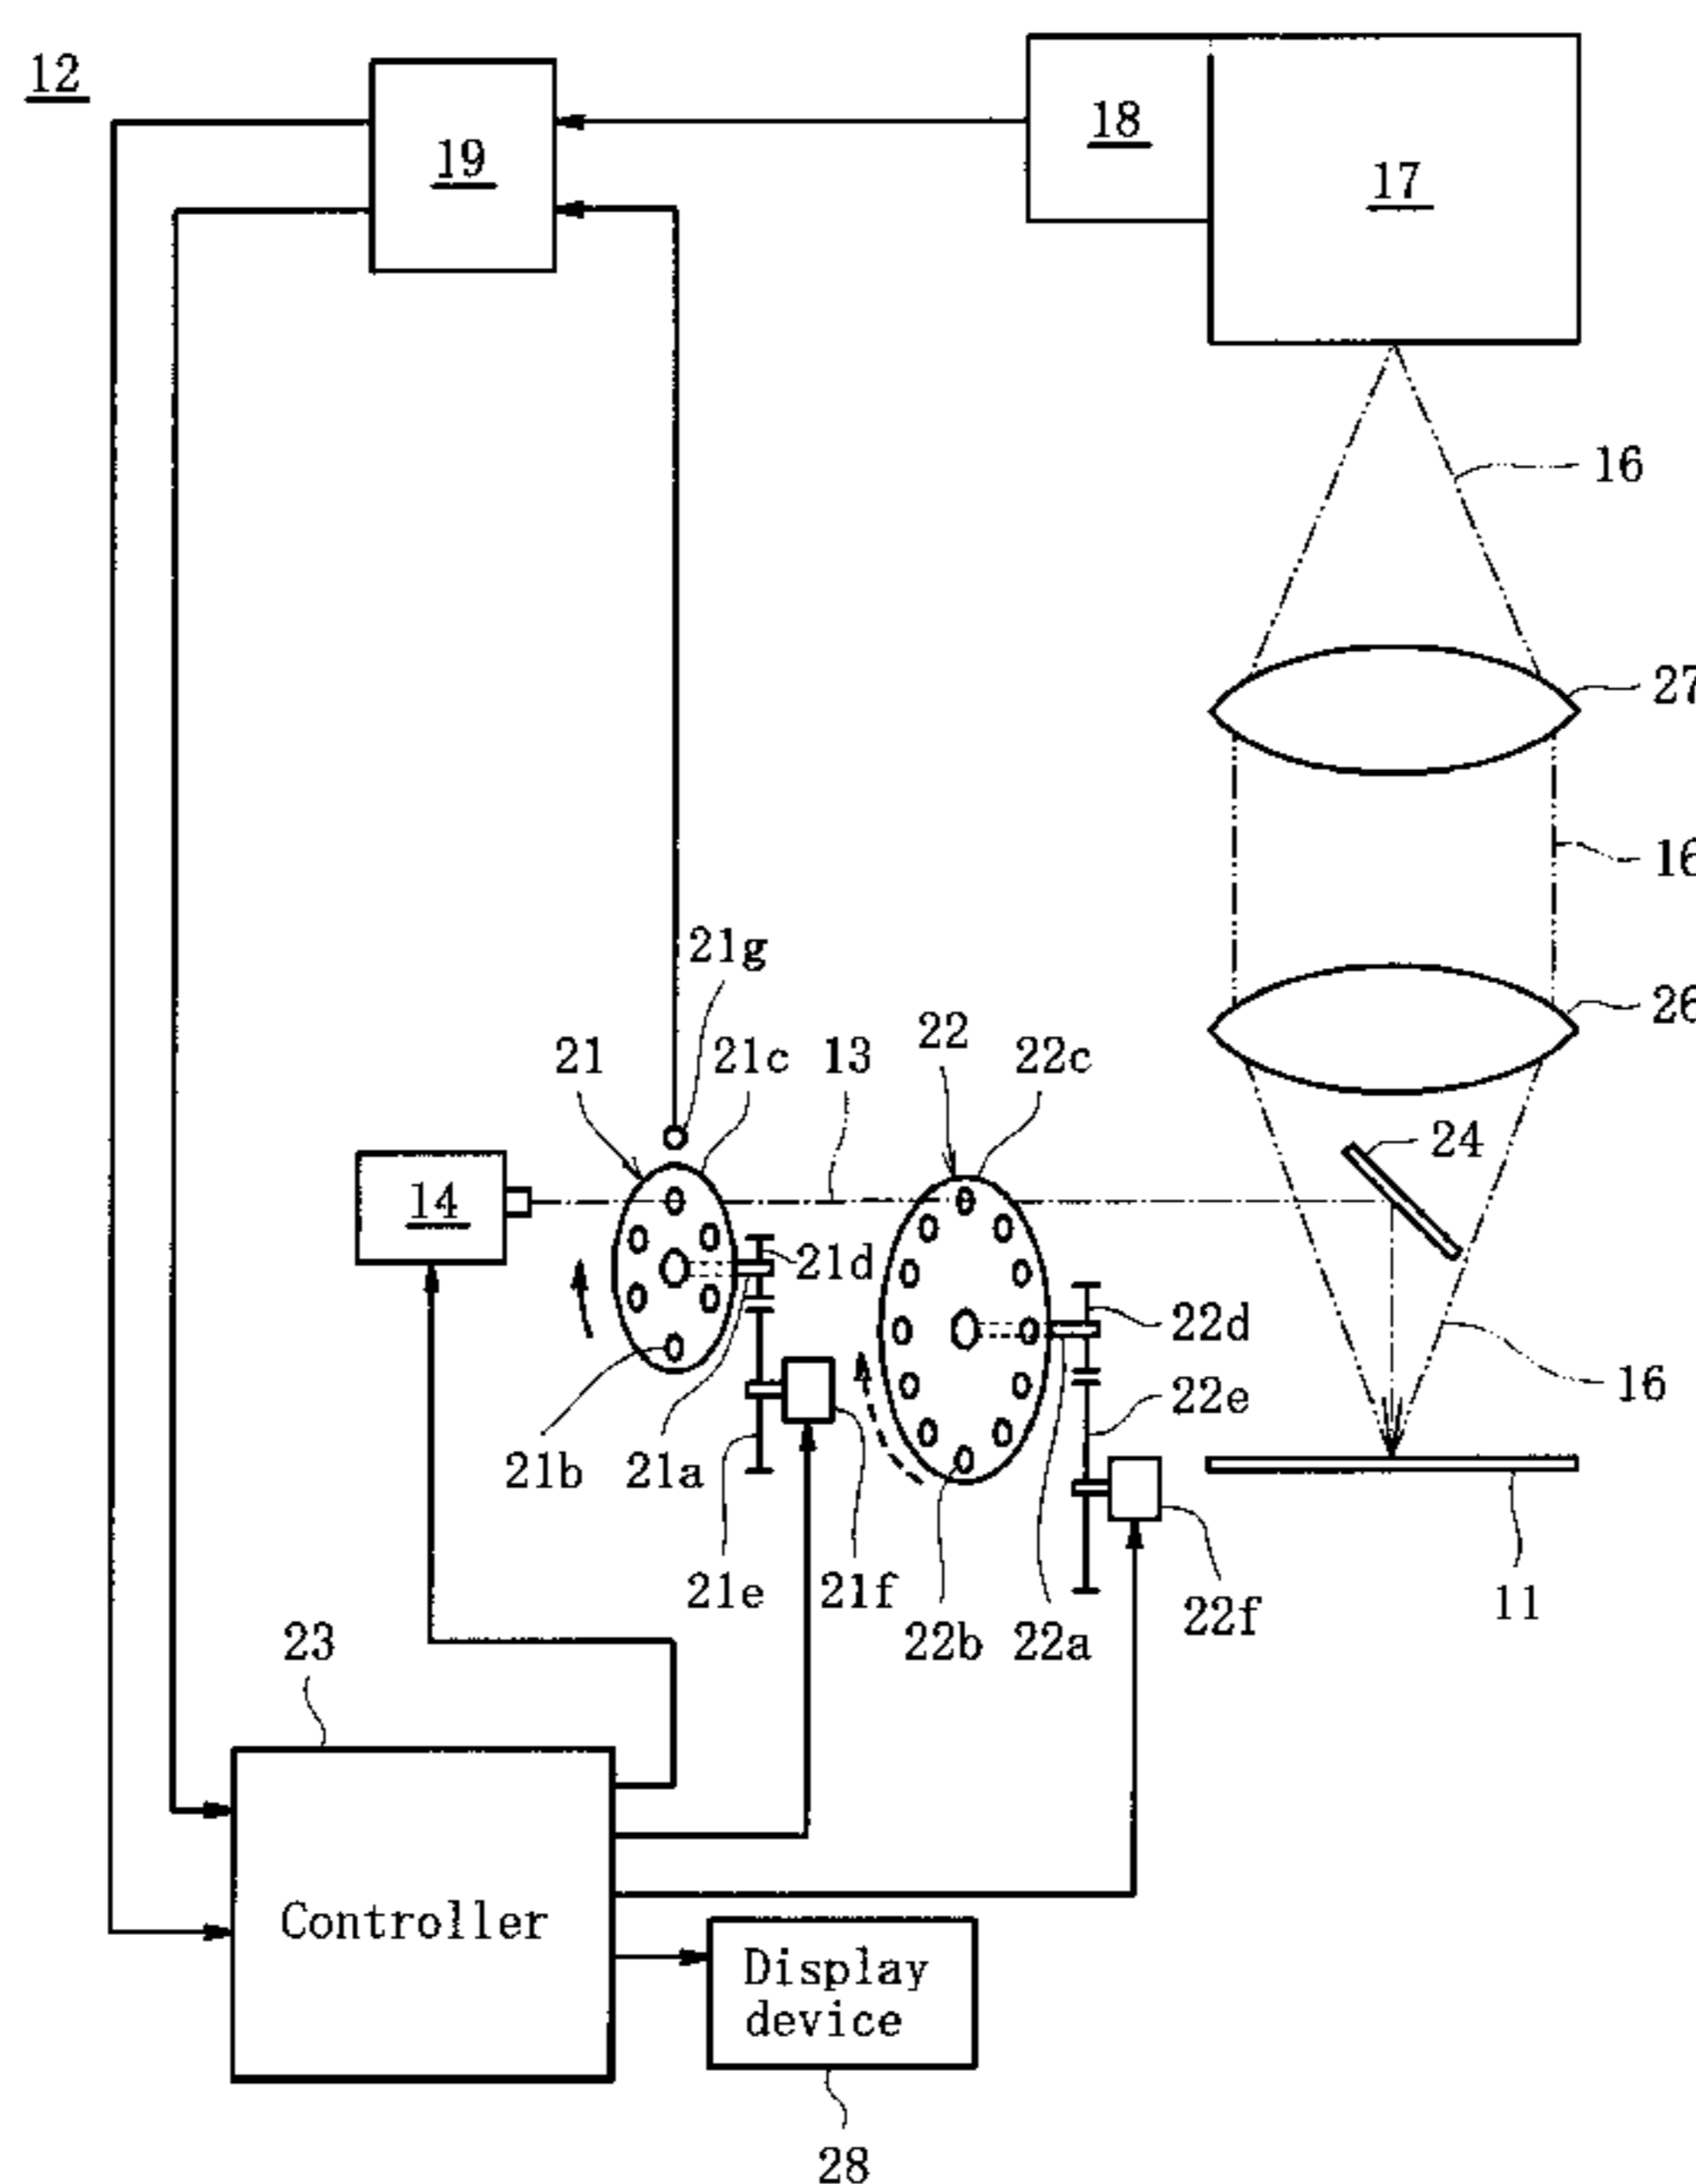 12
19
18
17
16
27
16
26
21g
21
21c
13
22
22c
24
14
21d
22d
22e
16
21b
21a
21e
21f
22b
22a
22f
11
23
Controller
Display
device
28